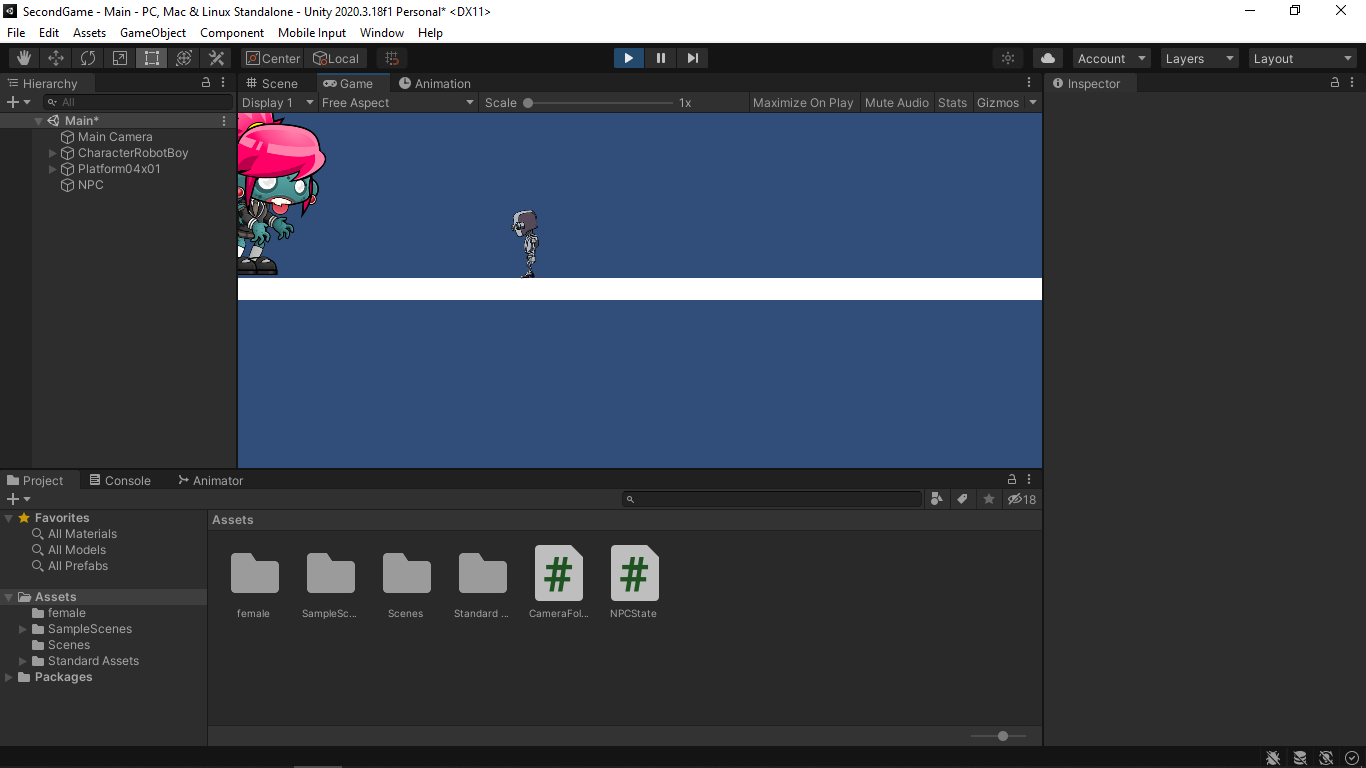 SecondGame - Main - PC, Mac & Linux Standalone - Unity 2020.3.18f1 Personal* <DX11>
File Edit Assets GameObject Component Mobile Input Window Help
Center Local Account Layers Layout
Hierarchy
All
Main*
Main Camera
CharacterRobotBoy
Platform04x01
NPC
Scene Game Animation
Display 1 Free Aspect Scale 1x Maximize On Play Mute Audio Stats Gizmos
Inspector
Project Console Animator
18
Favorites
All Materials
All Models
All Prefabs
Assets
female
SampleScenes
Scenes
Standard Assets
Packages
Assets
female SampleSc... Scenes Standard ... CameraFol... NPCState